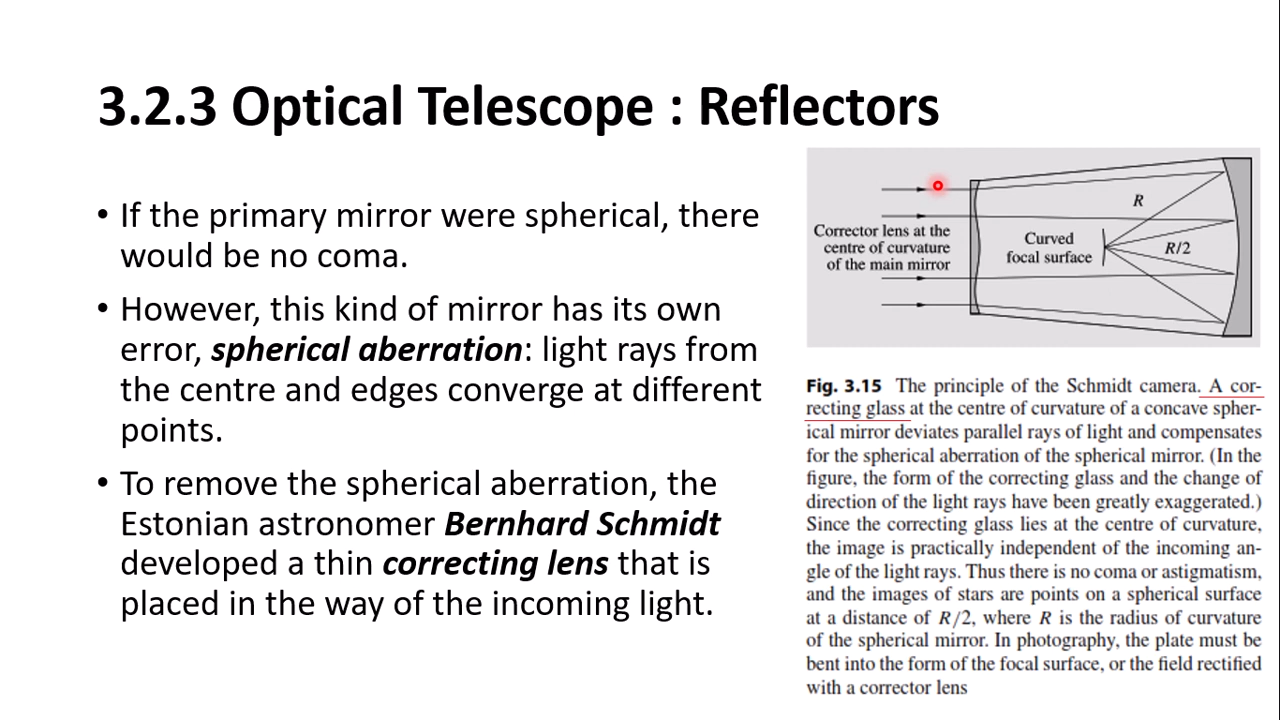 3.2.3 Optical Telescope : Reflectors
• If the primary mirror were spherical, there
would be no coma.
• However, this kind of mirror has its own
error, spherical aberration: light rays from
the centre and edges converge at different
points.
• To remove the spherical aberration, the
Estonian astronomer Bernhard Schmidt
developed a thin correcting lens that is
placed in the way of the incoming light.
Corrector lens at the
centre of curvature
of the main mirror
Curved
focal surface
R
R/2
Fig. 3.15 The principle of the Schmidt camera. A cor-
recting glass at the centre of curvature of a concave spher-
ical mirror deviates parallel rays of light and compensates
for the spherical aberration of the spherical mirror. (In the
figure, the form of the correcting glass and the change of
direction of the light rays have been greatly exaggerated.)
Since the correcting glass lies at the centre of curvature,
the image is practically independent of the incoming an-
gle of the light rays. Thus there is no coma or astigmatism,
and the images of stars are points on a spherical surface
at a distance of R/2, where R is the radius of curvature
of the spherical mirror. In photography, the plate must be
bent into the form of the focal surface, or the field rectified
with a corrector lens